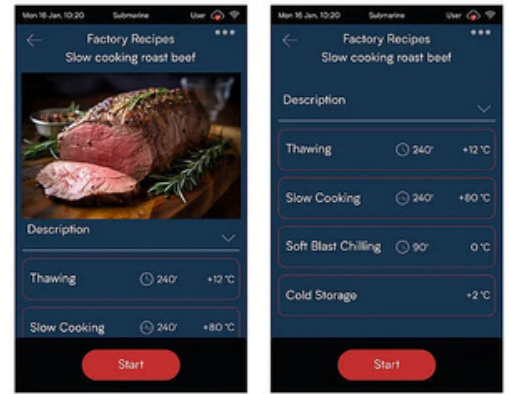 Mon 16 Jan, 10:20 Submarine User
Factory Recipes
Slow cooking roast beef
Description
Thawing 240' +12 °C
Slow Cooking 240' +80 °C
Start
Mon 16 Jan, 10:20 Submarine User
Factory Recipes
Slow cooking roast beef
Description
Thawing 240' +12 °C
Slow Cooking 240' +80 °C
Soft Blast Chilling 90' 0 °C
Cold Storage +2 °C
Start